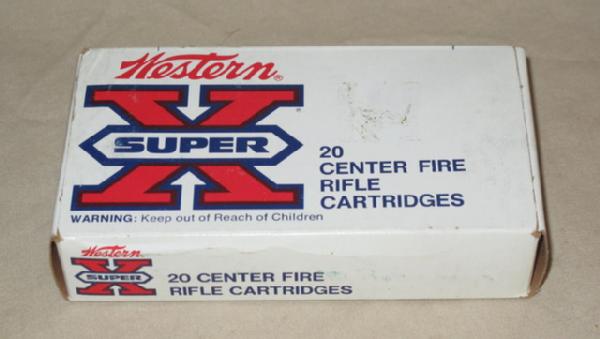 Western®
SUPER X
20
CENTER FIRE
RIFLE
CARTRIDGES
WARNING: Keep out of Reach of Children
Western
SUPER X
20 CENTER FIRE
RIFLE CARTRIDGES